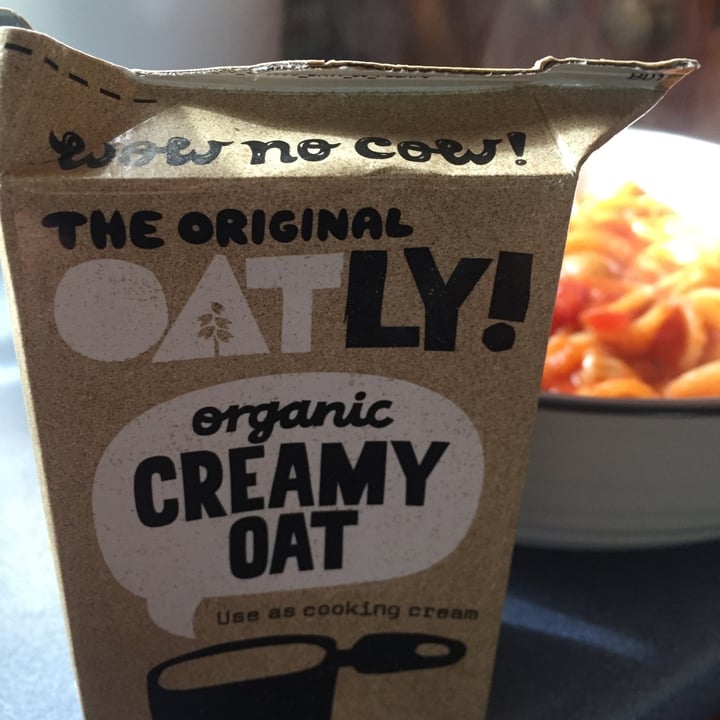 wow no cow!
THE ORIGINAL
OATLY!
organic
CREAMY
OAT
Use as cooking cream